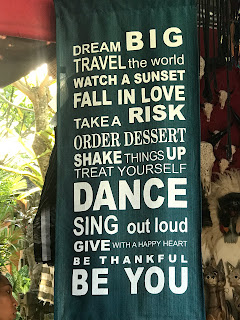 DREAM BIG
TRAVEL the world
WATCH A SUNSET
FALL IN LOVE
TAKE A RISK
ORDER DESSERT
SHAKE THINGS UP
TREAT YOURSELF
DANCE
SING out loud
GIVE WITH A HAPPY HEART
BE THANKFUL
BE YOU